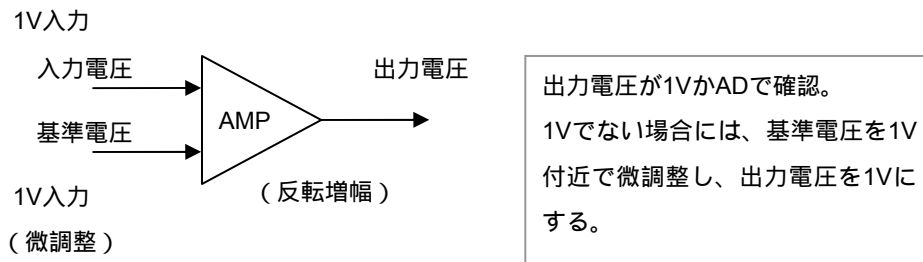 1V入力
入力電圧
出力電圧
AMP
基準電圧
(反転増幅)
1V入力
(微調整)
出力電圧が1VかADで確認。
1Vでない場合には、基準電圧を1V
付近で微調整し、出力電圧を1Vに
する。